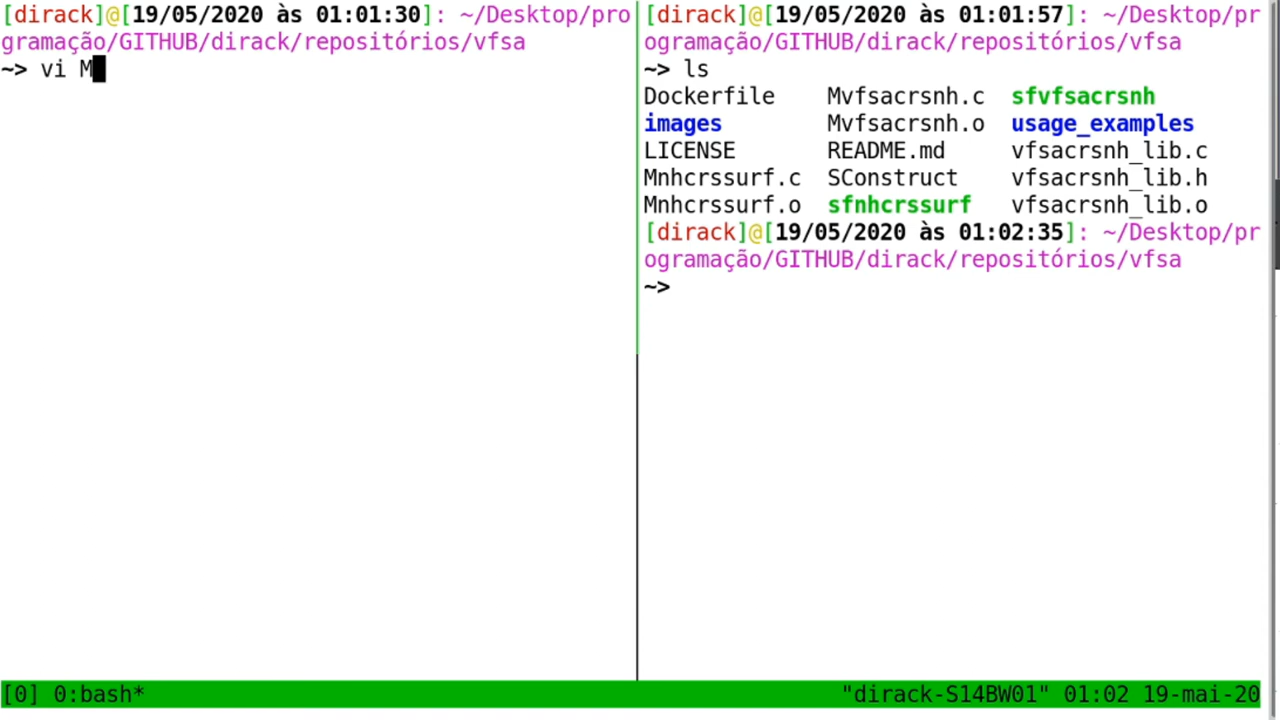 [dirack]@[19/05/2020 às 01:01:30]: ~/Desktop/pro
gramação/GITHUB/dirack/repositórios/vfsa
~> vi M
[dirack]@[19/05/2020 às 01:01:57]: ~/Desktop/pr
ogramação/GITHUB/dirack/repositórios/vfsa
~> ls
Dockerfile    Mvfsacrsnh.c  sfvfsacrsnh
images        Mvfsacrsnh.o  usage_examples
LICENSE       README.md     vfsacrsnh_lib.c
Mnhcrssurf.c  SConstruct    vfsacrsnh_lib.h
Mnhcrssurf.o  sfnhcrssurf   vfsacrsnh_lib.o
[dirack]@[19/05/2020 às 01:02:35]: ~/Desktop/pr
ogramação/GITHUB/dirack/repositórios/vfsa
~>
[0] 0:bash* "dirack-S14BW01" 01:02 19-mai-20